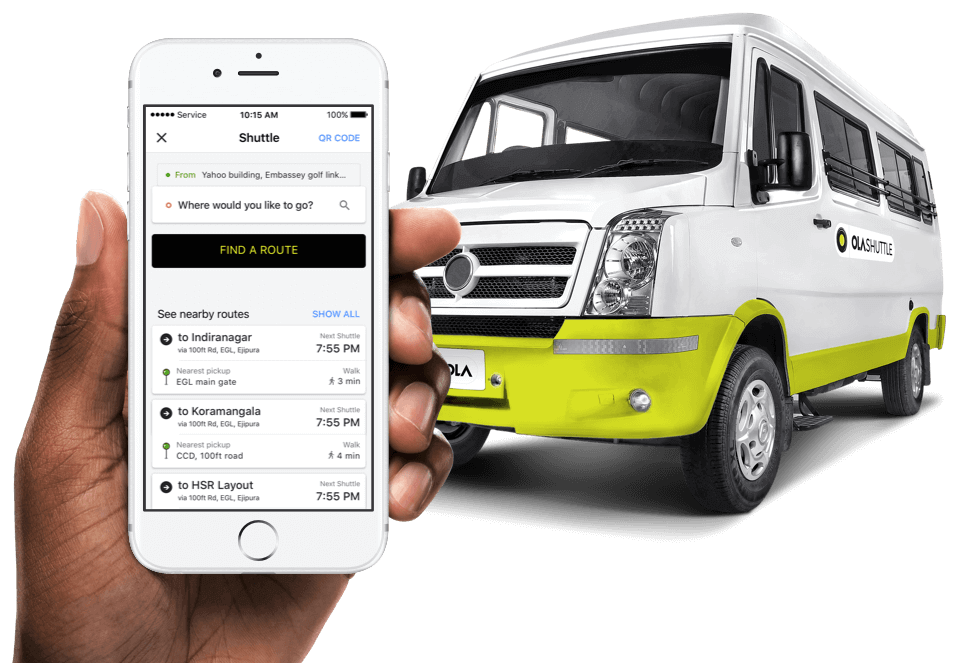 Service 10:15 AM 100%
Shuttle QR CODE
From Yahoo building, Embassey golf link...
Where would you like to go?
FIND A ROUTE
See nearby routes SHOW ALL
to Indiranagar Next Shuttle
via 100ft Rd, EGL, Ejipura 7:55 PM
Nearest pickup Walk
EGL main gate 3 min
to Koramangala Next Shuttle
via 100ft Rd, EGL, Ejipura 7:55 PM
Nearest pickup Walk
CCD, 100ft road 4 min
to HSR Layout Next Shuttle
via 100ft Rd, EGL, Ejipura 7:55 PM
OLASHUTTLE
OLA